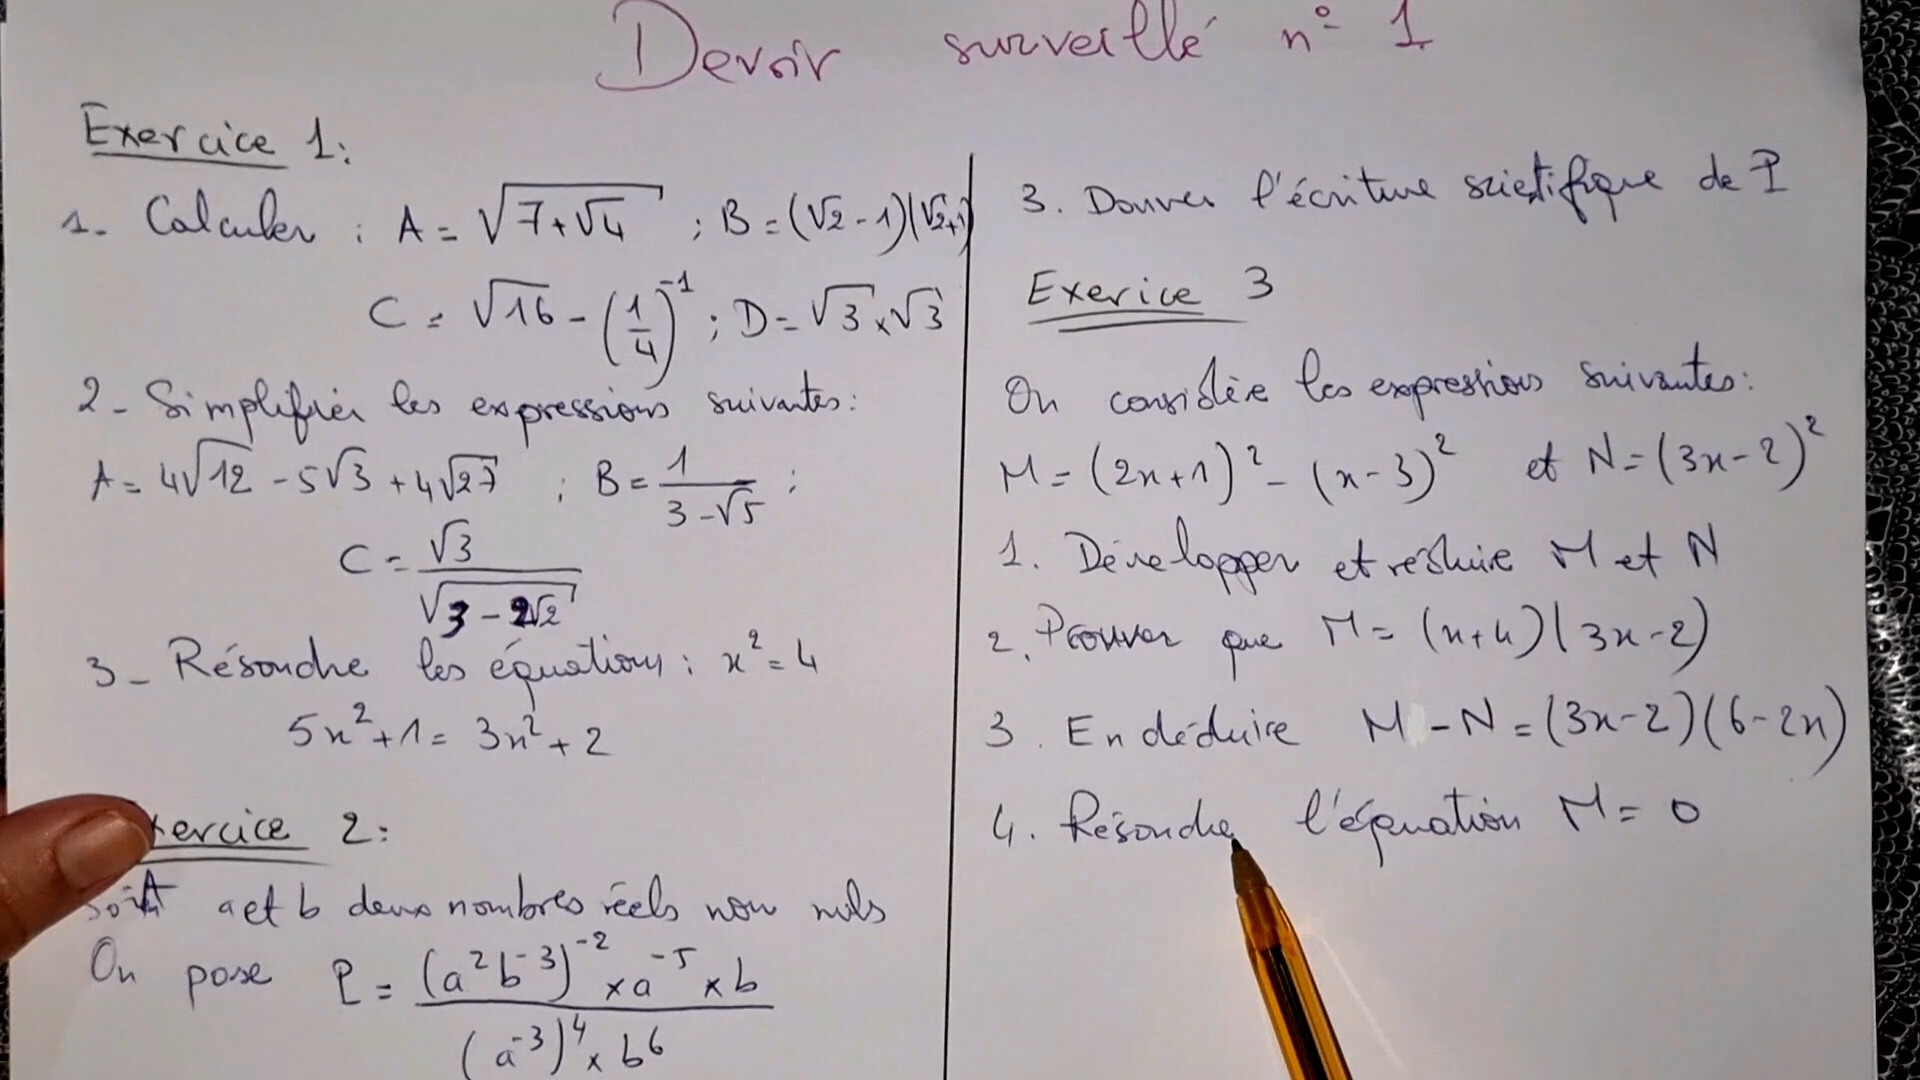 Devoir surveillé n° 1
Exercice 1:
1- Calculer : A = √(7+√4) ; B = (√2 - 1)(√2+1)
C = √16 - (1/4)⁻¹ ; D = √3 × √3
2- Simplifier les expressions suivantes:
A = 4√12 - 5√3 + 4√27 ; B = 1/(3-√5) ;
C = √3/√(3-2√2)
3- Résoudre les équations : x² = 4
5x² + 1 = 3x² + 2
xercice 2:
Soit a et b deux nombres réels non nuls
On pose P = ((a²b⁻³)⁻² × a⁻⁵ × b)/((a⁻³)⁴ × b⁶)
3. Donner l'écriture scientifique de P
Exerice 3
On considère les expressions suivantes:
M = (2x+1)² - (x-3)² et N = (3x-2)²
1. Développer et réduire M et N
2. Prouver que M = (x+4)(3x-2)
3. En déduire M - N = (3x-2)(6-2x)
4. Résoudre l'équation M = 0